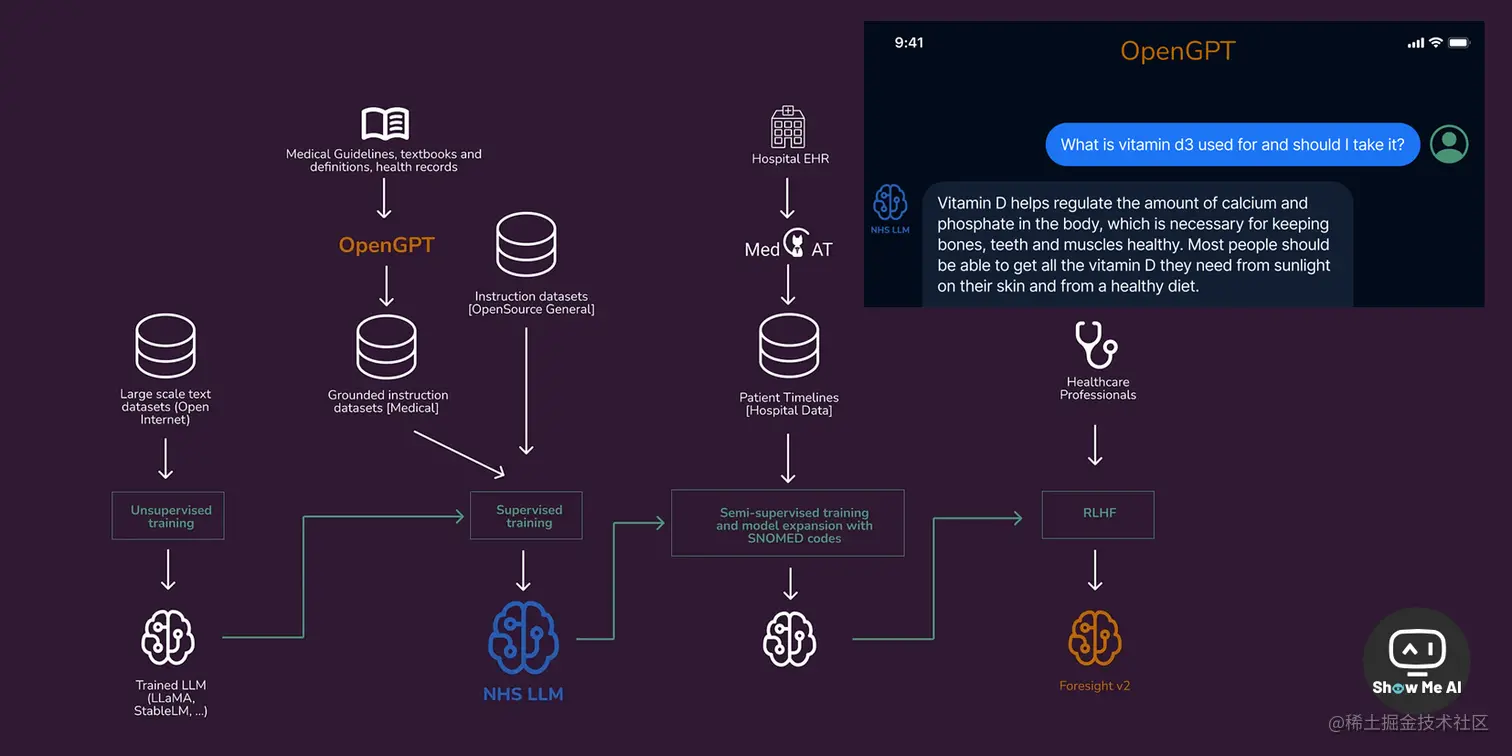 9:41
OpenGPT
What is vitamin d3 used for and should I take it?
NHS LLM
Vitamin D helps regulate the amount of calcium and
phosphate in the body, which is necessary for keeping
bones, teeth and muscles healthy. Most people should
be able to get all the vitamin D they need from sunlight
on their skin and from a healthy diet.
Medical Guidelines, textbooks and
definitions, health records
OpenGPT
Instruction datasets
[OpenSource General]
Hospital EHR
Med AT
Large scale text
datasets (Open
Internet)
Grounded instruction
datasets [Medical]
Patient Timelines
[Hospital Data]
Healthcare
Professionals
Unsupervised
training
Supervised
training
Semi-supervised training
and model expansion with
SNOMED codes
RLHF
Trained LLM
(LLaMA,
StableLM, ...)
NHS LLM
Foresight v2
Show Me AI
@稀土掘金技术社区